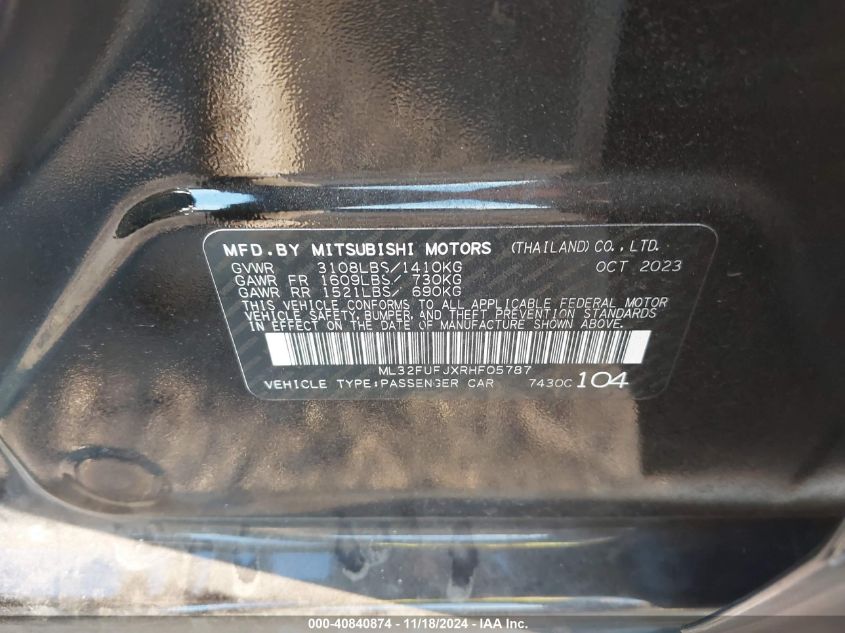 MFD.BY MITSUBISHI MOTORS (THAILAND)CO.,LTD.
GVWR 3108LBS/1410KG OCT 2023
GAWR FR 1609LBS/ 730KG
GAWR RR 1521LBS/ 690KG
THIS VEHICLE CONFORMS TO ALL APPLICABLE FEDERAL MOTOR
VEHICLE SAFETY, BUMPER, AND THEFT PREVENTION STANDARDS
IN EFFECT ON THE DATE OF MANUFACTURE SHOWN ABOVE.
ML32FUFJXRHF05787
VEHICLE TYPE:PASSENGER CAR 7430C 104
000-40840874 - 11/18/2024 - IAA Inc.